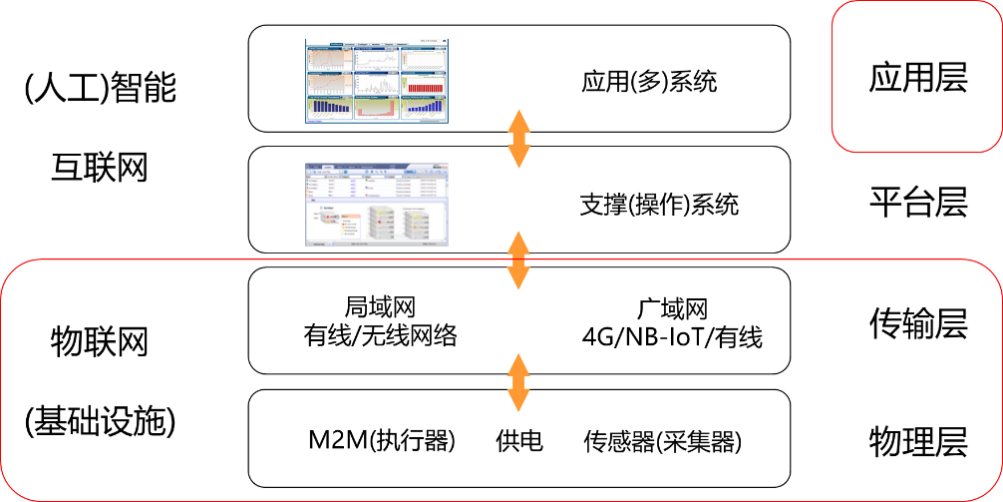 (人工)智能
应用(多)系统
应用层
互联网
支撑(操作)系统
平台层
物联网
局域网
有线/无线网络
广域网
4G/NB-IoT/有线
传输层
(基础设施)
M2M(执行器)
供电
传感器(采集器)
物理层